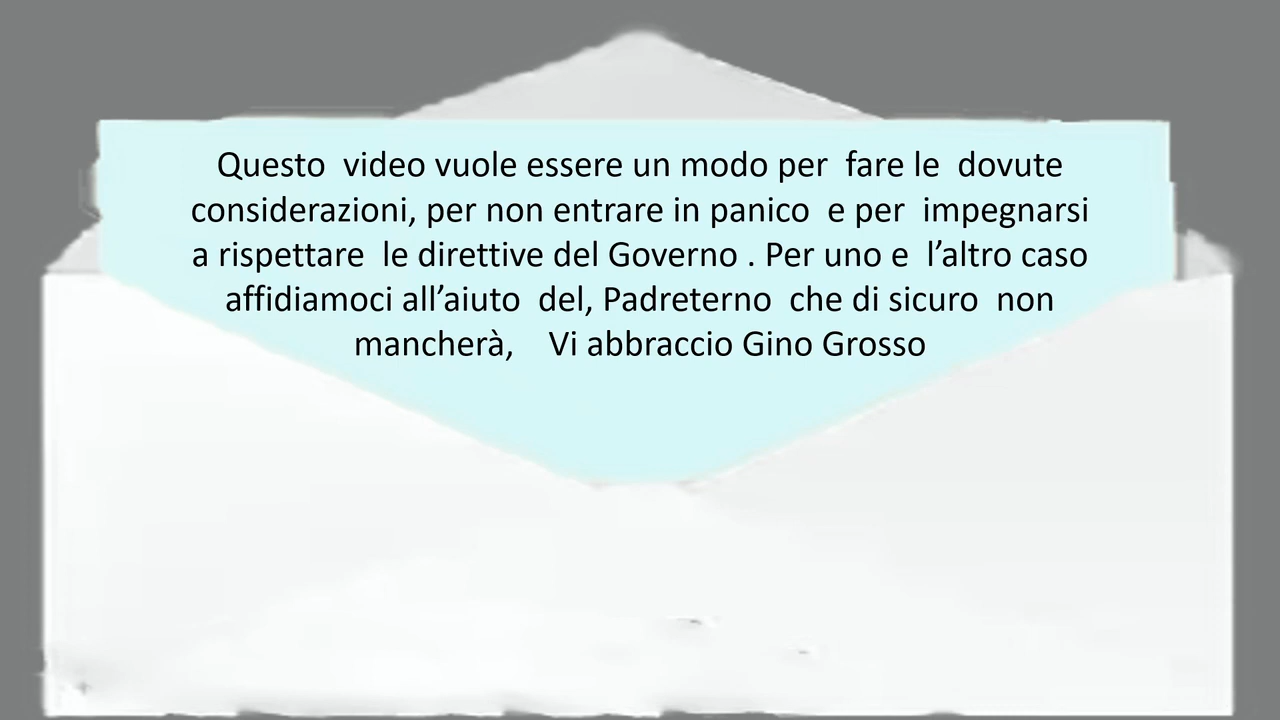 Questo  video vuole essere un modo per  fare le  dovute
considerazioni, per non entrare in panico  e per  impegnarsi
a rispettare  le direttive del Governo . Per uno e  l’altro caso
affidiamoci all’aiuto  del, Padreterno  che di sicuro  non
mancherà,    Vi abbraccio Gino Grosso